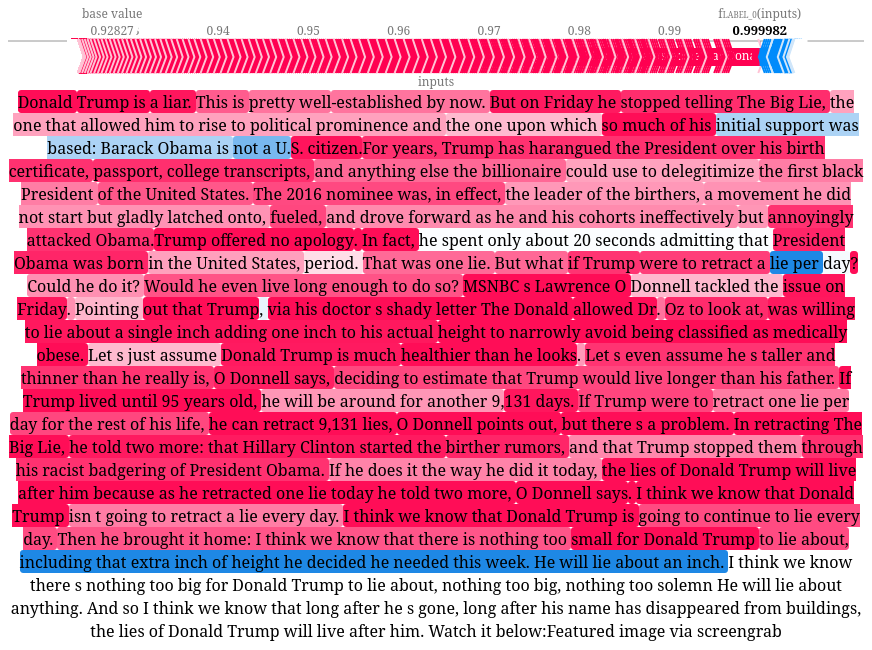 base value
fLABEL_0(inputs)
0.92827
0.94
0.95
0.96
0.97
0.98
0.99
0.999982
inputs
Donald Trump is a liar. This is pretty well-established by now. But on Friday he stopped telling The Big Lie, the
one that allowed him to rise to political prominence and the one upon which so much of his initial support was
based: Barack Obama is not a U.S. citizen.For years, Trump has harangued the President over his birth
certificate, passport, college transcripts, and anything else the billionaire could use to delegitimize the first black
President of the United States. The 2016 nominee was, in effect, the leader of the birthers, a movement he did
not start but gladly latched onto, fueled, and drove forward as he and his cohorts ineffectively but annoyingly
attacked Obama.Trump offered no apology. In fact, he spent only about 20 seconds admitting that President
Obama was born in the United States, period. That was one lie. But what if Trump were to retract a lie per day?
Could he do it? Would he even live long enough to do so? MSNBC s Lawrence O Donnell tackled the issue on
Friday. Pointing out that Trump, via his doctor s shady letter The Donald allowed Dr. Oz to look at, was willing
to lie about a single inch adding one inch to his actual height to narrowly avoid being classified as medically
obese. Let s just assume Donald Trump is much healthier than he looks. Let s even assume he s taller and
thinner than he really is, O Donnell says, deciding to estimate that Trump would live longer than his father. If
Trump lived until 95 years old, he will be around for another 9,131 days. If Trump were to retract one lie per
day for the rest of his life, he can retract 9,131 lies, O Donnell points out, but there s a problem. In retracting The
Big Lie, he told two more: that Hillary Clinton started the birther rumors, and that Trump stopped them through
his racist badgering of President Obama. If he does it the way he did it today, the lies of Donald Trump will live
after him because as he retracted one lie today he told two more, O Donnell says. I think we know that Donald
Trump isn t going to retract a lie every day. I think we know that Donald Trump is going to continue to lie every
day. Then he brought it home: I think we know that there is nothing too small for Donald Trump to lie about,
including that extra inch of height he decided he needed this week. He will lie about an inch. I think we know
there s nothing too big for Donald Trump to lie about, nothing too big, nothing too solemn He will lie about
anything. And so I think we know that long after he s gone, long after his name has disappeared from buildings,
the lies of Donald Trump will live after him. Watch it below:Featured image via screengrab